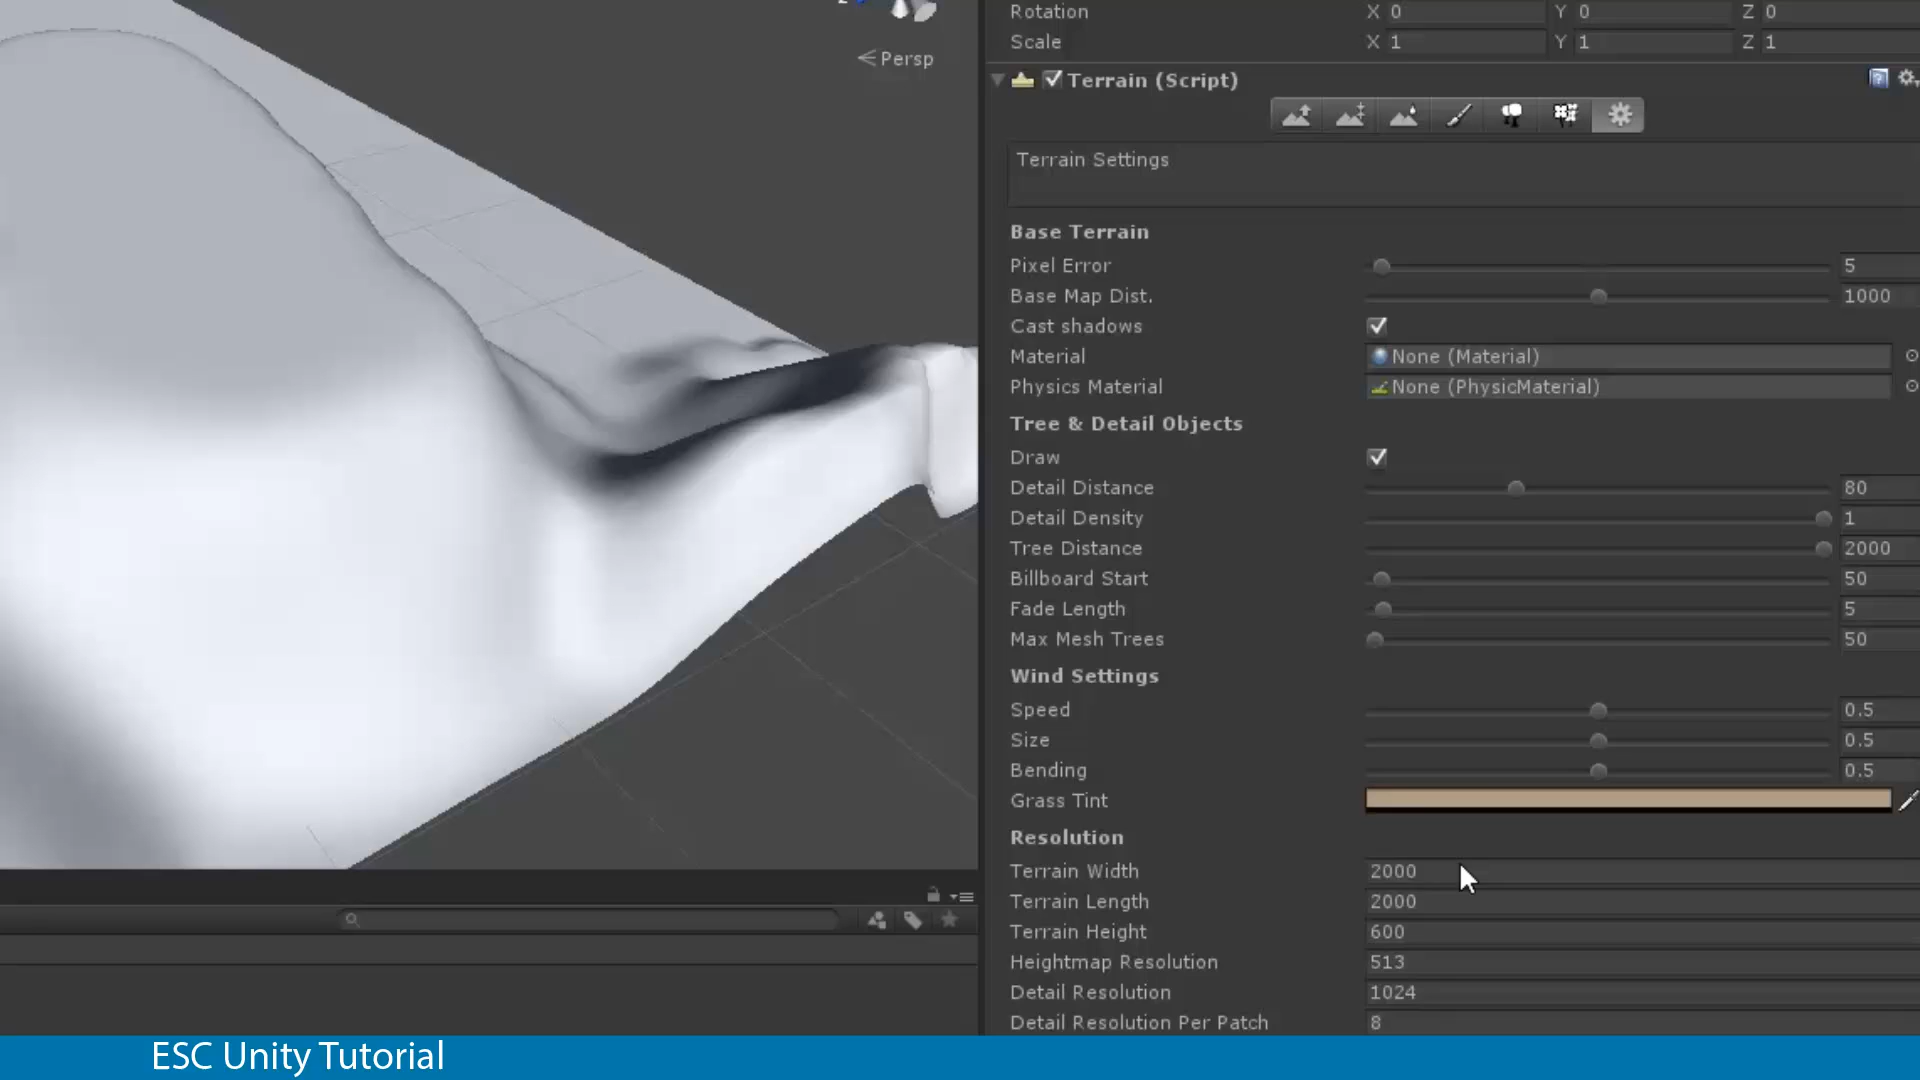 Persp
Rotation X 0 Y 0 Z 0
Scale X 1 Y 1 Z 1
Terrain (Script)
Terrain Settings
Base Terrain
Pixel Error 5
Base Map Dist. 1000
Cast shadows
Material None (Material)
Physics Material None (PhysicMaterial)
Tree & Detail Objects
Draw
Detail Distance 80
Detail Density 1
Tree Distance 2000
Billboard Start 50
Fade Length 5
Max Mesh Trees 50
Wind Settings
Speed 0.5
Size 0.5
Bending 0.5
Grass Tint
Resolution
Terrain Width 2000
Terrain Length 2000
Terrain Height 600
Heightmap Resolution 513
Detail Resolution 1024
Detail Resolution Per Patch 8
ESC Unity Tutorial